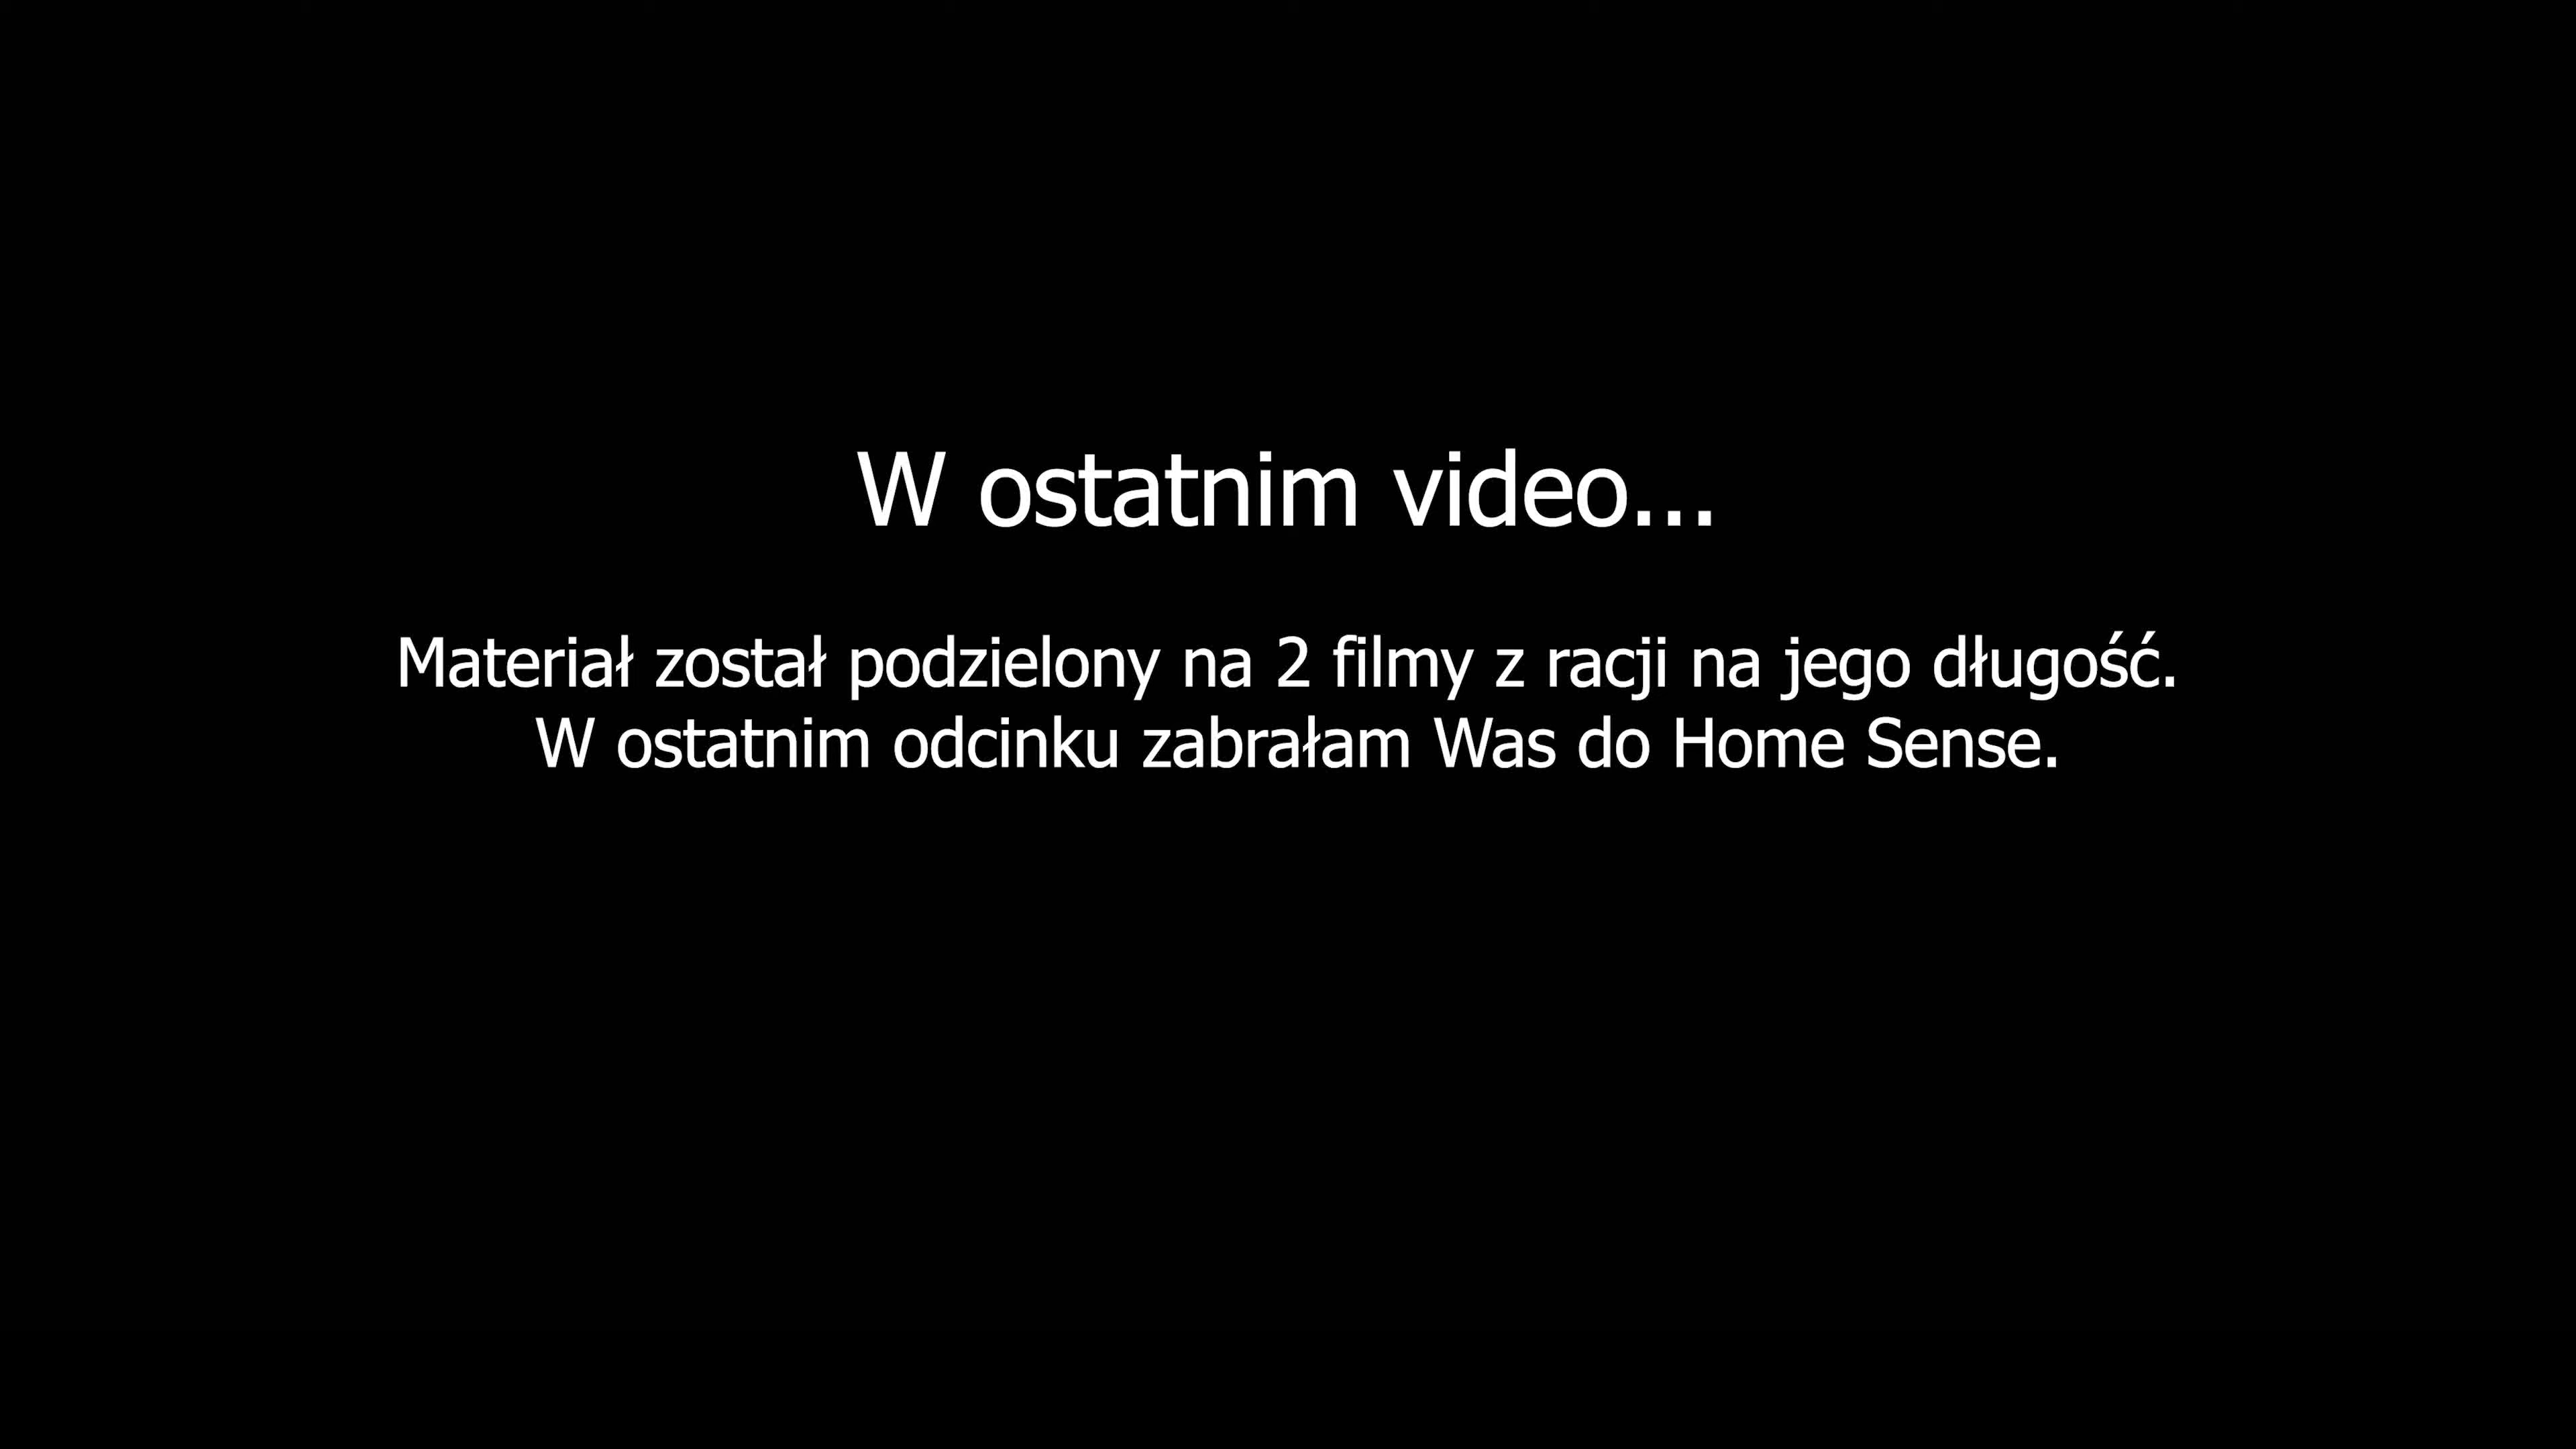 W ostatnim video...
Materiał został podzielony na 2 filmy z racji na jego długość.
W ostatnim odcinku zabrałam Was do Home Sense.